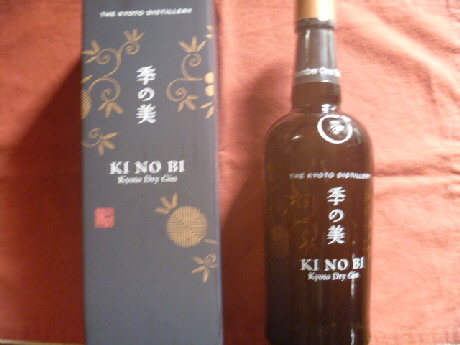 THE KYOTO DISTILLERY
季の美
KI NO BI
Kyoto Dry Gin
季
THE KYOTO DISTILLERY
季の美
KI NO BI
Kyoto Dry Gin